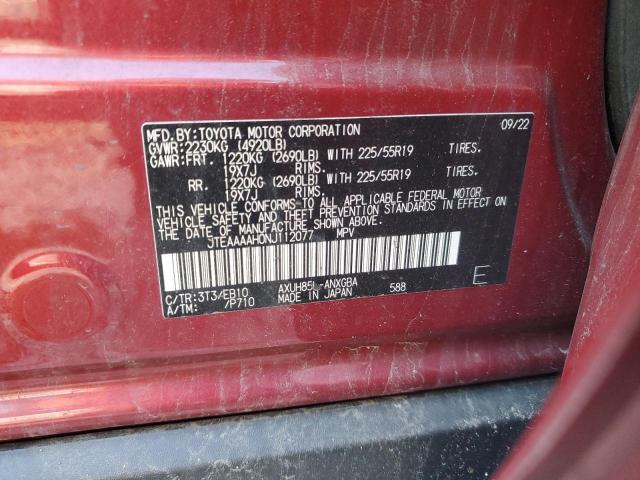 MFD. BY: TOYOTA MOTOR CORPORATION 09/22
GVWR: 2230KG (4920LB)
GAWR: FRT. 1220KG (2690LB) WITH 225/55R19 TIRES.
19X7J RIMS.
RR. 1220KG (2690LB) WITH 225/55R19 TIRES.
19X7J RIMS.
THIS VEHICLE CONFORMS TO ALL APPLICABLE FEDERAL MOTOR
VEHICLE SAFETY AND THEFT PREVENTION STANDARDS IN EFFECT ON
THE DATE OF MANUFACTURE SHOWN ABOVE.
JTEAAAAH0NJ112077 MPV
C/TR: 3T3/EB10 AXUH85L-ANXGBA 588
A/TM: /P710 MADE IN JAPAN
E